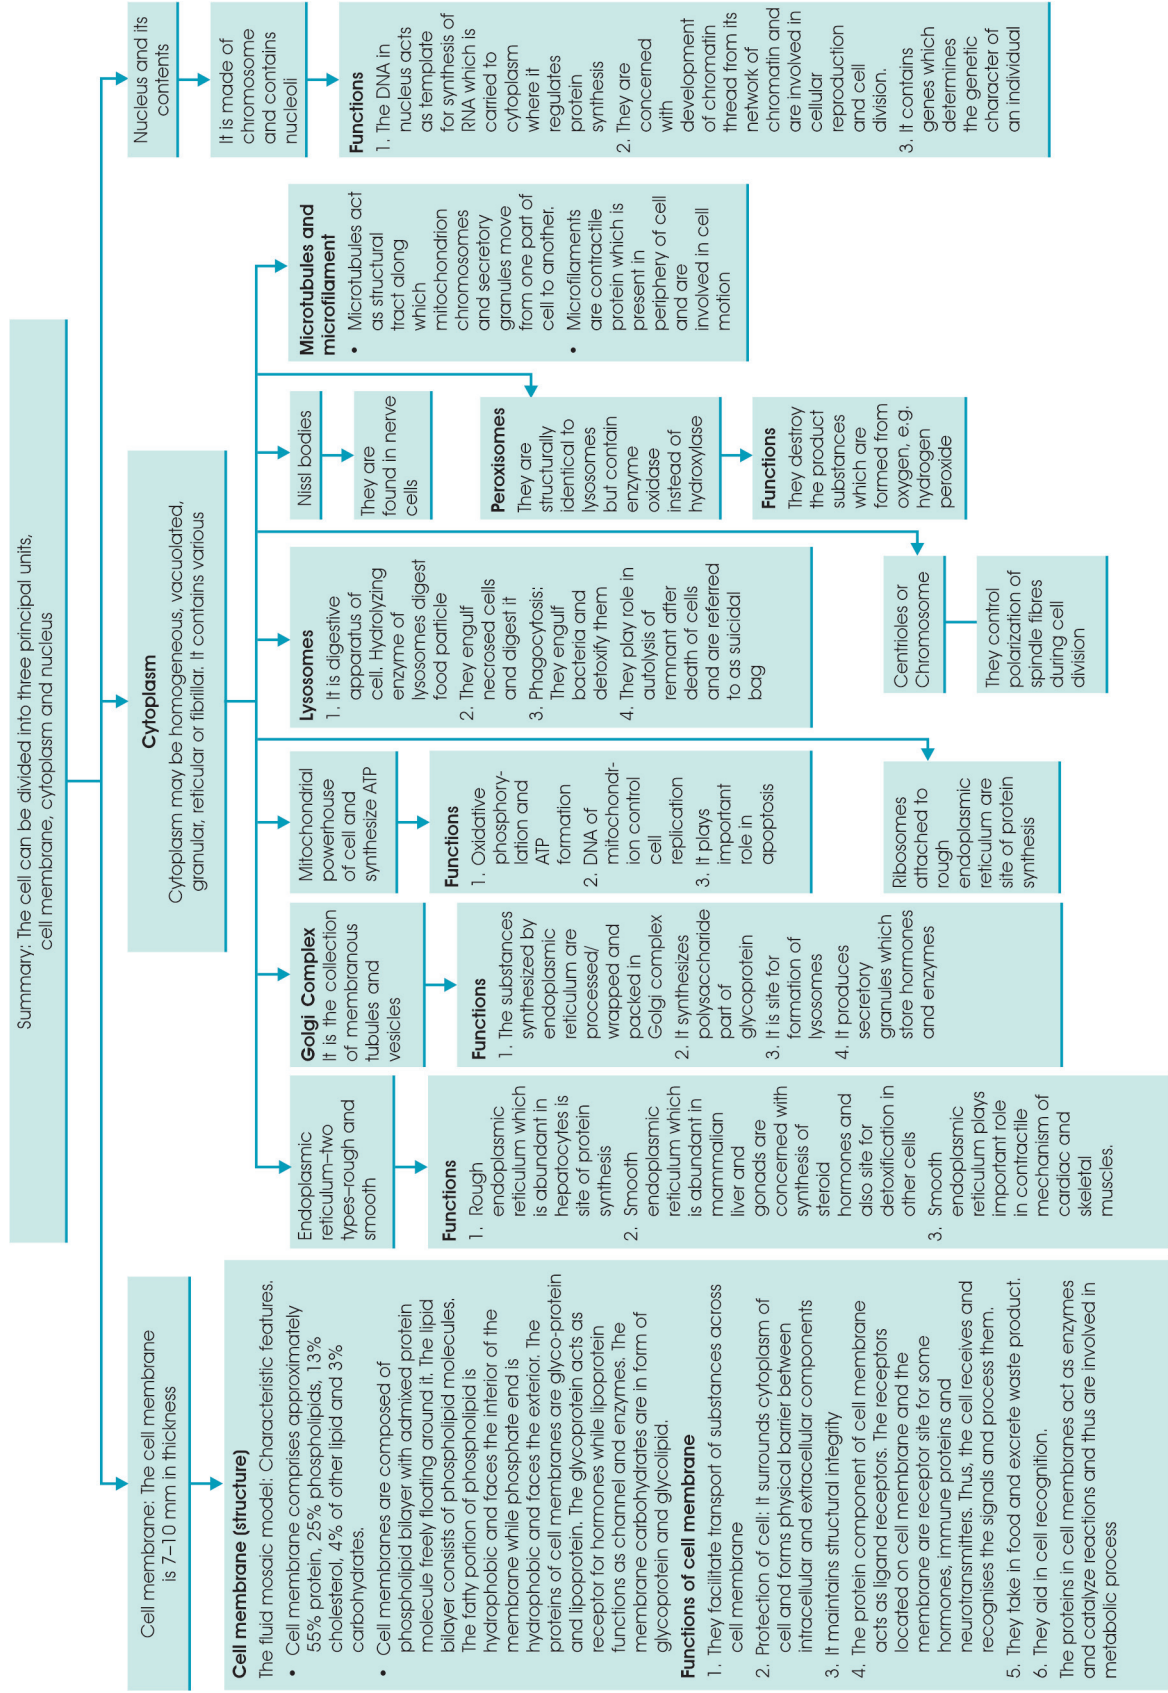 Summary: The cell can be divided into three principal units,
cell membrane, cytoplasm and nucleus
Cell membrane: The cell membrane
is 7–10 mm in thickness
Cell membrane (structure)
The fluid mosaic model: Characteristic features.
• Cell membrane comprises approximately
55% protein, 25% phospholipids, 13%
cholesterol, 4% of other lipid and 3%
carbohydrates.
• Cell membranes are composed of
phospholipid bilayer with admixed protein
molecule freely floating around it. The lipid
bilayer consists of phospholipid molecules.
The fatty portion of phospholipid is
hydrophobic and faces the interior of the
membrane while phosphate end is
hydrophobic and faces the exterior. The
proteins of cell membranes are glyco-protein
and lipoprotein. The glycoprotein acts as
receptor for hormones while lipoprotein
functions as channel and enzymes. The
membrane carbohydrates are in form of
glycoprotein and glycolipid.
Functions of cell membrane
1. They facilitate transport of substances across
cell membrane
2. Protection of cell: It surrounds cytoplasm of
cell and forms physical barrier between
intracellular and extracellular components
3. It maintains structural integrity
4. The protein component of cell membrane
acts as ligand receptors. The receptors
located on cell membrane and the
membrane are receptor site for some
hormones, immune proteins and
neurotransmitters. Thus, the cell receives and
recognises the signals and process them.
5. They take in food and excrete waste product.
6. They aid in cell recognition.
The proteins in cell membranes act as enzymes
and catalyze reactions and thus are involved in
metabolic process
Cytoplasm
Cytoplasm may be homogeneous, vacuolated,
granular, reticular or fibrillar. It contains various
Endoplasmic
reticulum–two
types–rough and
smooth
Functions
1. Rough
endoplasmic
reticulum which
is abundant in
hepatocytes is
site of protein
synthesis
2. Smooth
endoplasmic
reticulum which
is abundant in
mammalian
liver and
gonads are
concerned with
synthesis of
steroid
hormones and
also site for
detoxification in
other cells
3. Smooth
endoplasmic
reticulum plays
important role
in contractile
mechanism of
cardiac and
skeletal
muscles.
Golgi Complex
It is the collection
of membranous
tubules and
vesicles
Functions
1. The substances
synthesized by
endoplasmic
reticulum are
processed/
wrapped and
packed in
Golgi complex
2. It synthesizes
polysaccharide
part of
glycoprotein
3. It is site for
formation of
lysosomes
4. It produces
secretory
granules which
store hormones
and enzymes
Mitochondrial
powerhouse
of cell and
synthesize ATP
Functions
1. Oxidative
phosphory-
lation and
ATP
formation
2. DNA of
mitochondr-
ion control
cell
replication
3. It plays
important
role in
apoptosis
Ribosomes
attached to
rough
endoplasmic
reticulum are
site of protein
synthesis
Lysosomes
1. It is digestive
apparatus of
cell. Hydrolyzing
enzyme of
lysosomes digest
food particle
2. They engulf
necrosed cells
and digest it
3. Phagocytosis:
They engulf
bacteria and
detoxify them
4. They play role in
autolysis of
remnant after
death of cells
and are referred
to as suicidal
bag
Centrioles or
Chromosome
They control
polarization of
spindle fibres
during cell
division
Nissl bodies
They are
found in nerve
cells
Peroxisomes
They are
structurally
identical to
lysosomes
but contain
enzyme
oxidase
instead of
hydroxylase
Functions
They destroy
the product
substances
which are
formed from
oxygen, e.g.
hydrogen
peroxide
Microtubules and
microfilament
• Microtubules act
as structural
tract along
which
mitochondrion
chromosomes
and secretory
granules move
from one part of
cell to another.
• Microfilaments
are contractile
protein which is
present in
periphery of cell
and are
involved in cell
motion
Nucleus and its
contents
It is made of
chromosome
and contains
nucleoli
Functions
1. The DNA in
nucleus acts
as template
for synthesis of
RNA which is
carried to
cytoplasm
where it
regulates
protein
synthesis
2. They are
concerned
with
development
of chromatin
thread from its
network of
chromatin and
are involved in
cellular
reproduction
and cell
division.
3. It contains
genes which
determines
the genetic
character of
an individual